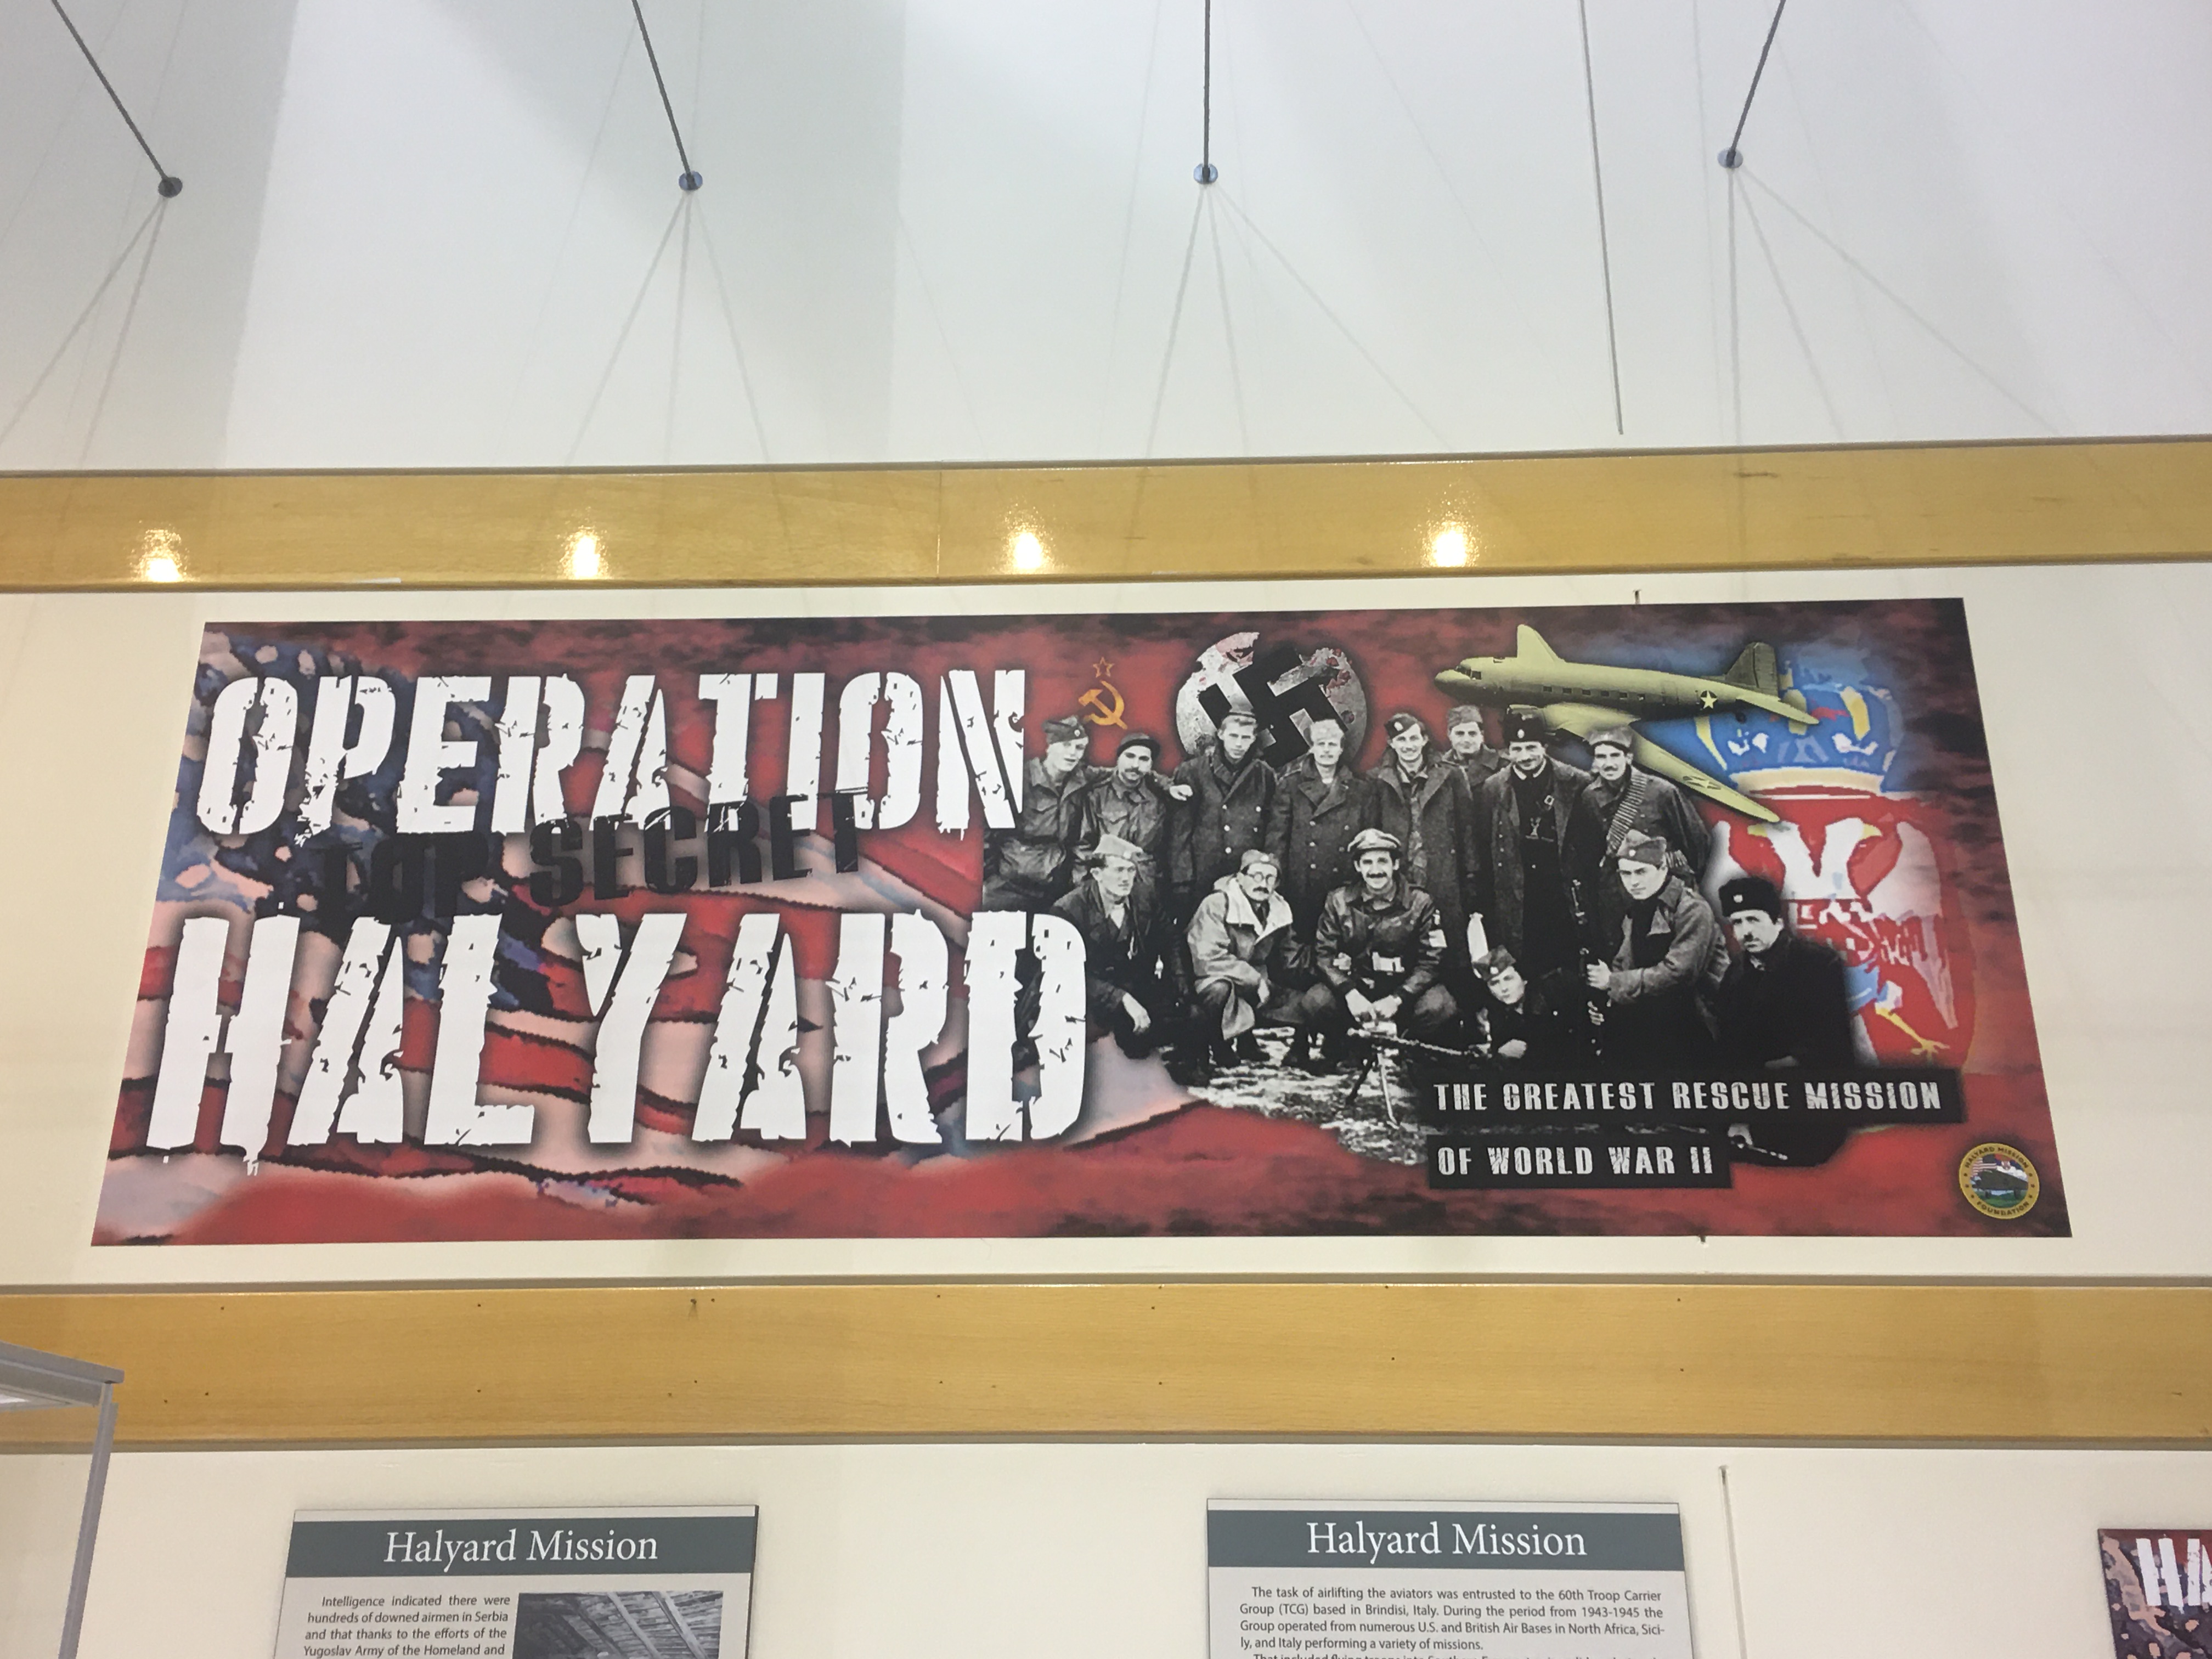 OPERATION
TOP SECRET
HALYARD
THE GREATEST RESCUE MISSION
OF WORLD WAR II
HALYARD MISSION
FOUNDATION
Halyard Mission
Intelligence indicated there were
hundreds of downed airmen in Serbia
and that thanks to the efforts of the
Yugoslav Army of the Homeland and
Halyard Mission
The task of airlifting the aviators was entrusted to the 60th Troop Carrier
Group (TCG) based in Brindisi, Italy. During the period from 1943-1945 the
Group operated from numerous U.S. and British Air Bases in North Africa, Sici-
ly, and Italy performing a variety of missions.
HA